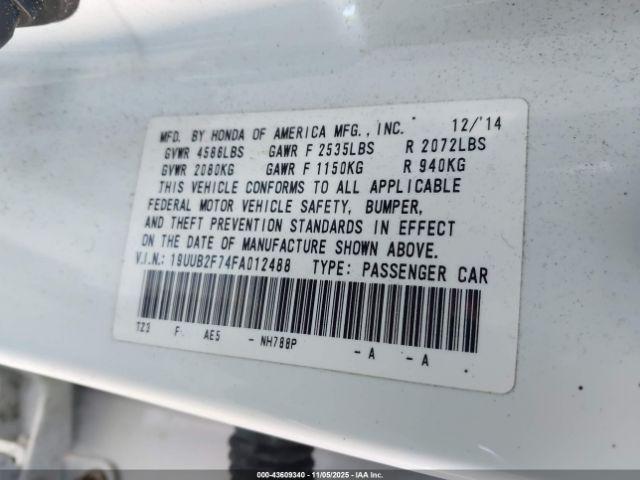 MFD. BY HONDA OF AMERICA MFG., INC. 12/'14
GVWR 4586LBS GAWR F 2535LBS R 2072LBS
GVWR 2080KG GAWR F 1150KG R 940KG
THIS VEHICLE CONFORMS TO ALL APPLICABLE
FEDERAL MOTOR VEHICLE SAFETY, BUMPER,
AND THEFT PREVENTION STANDARDS IN EFFECT
ON THE DATE OF MANUFACTURE SHOWN ABOVE.
V.I.N.: 19UUB2F74FA012488 TYPE: PASSENGER CAR
TZ3 F- AE5 - NH788P - A - A
000-43609340 - 11/05/2025 - IAAI.COM